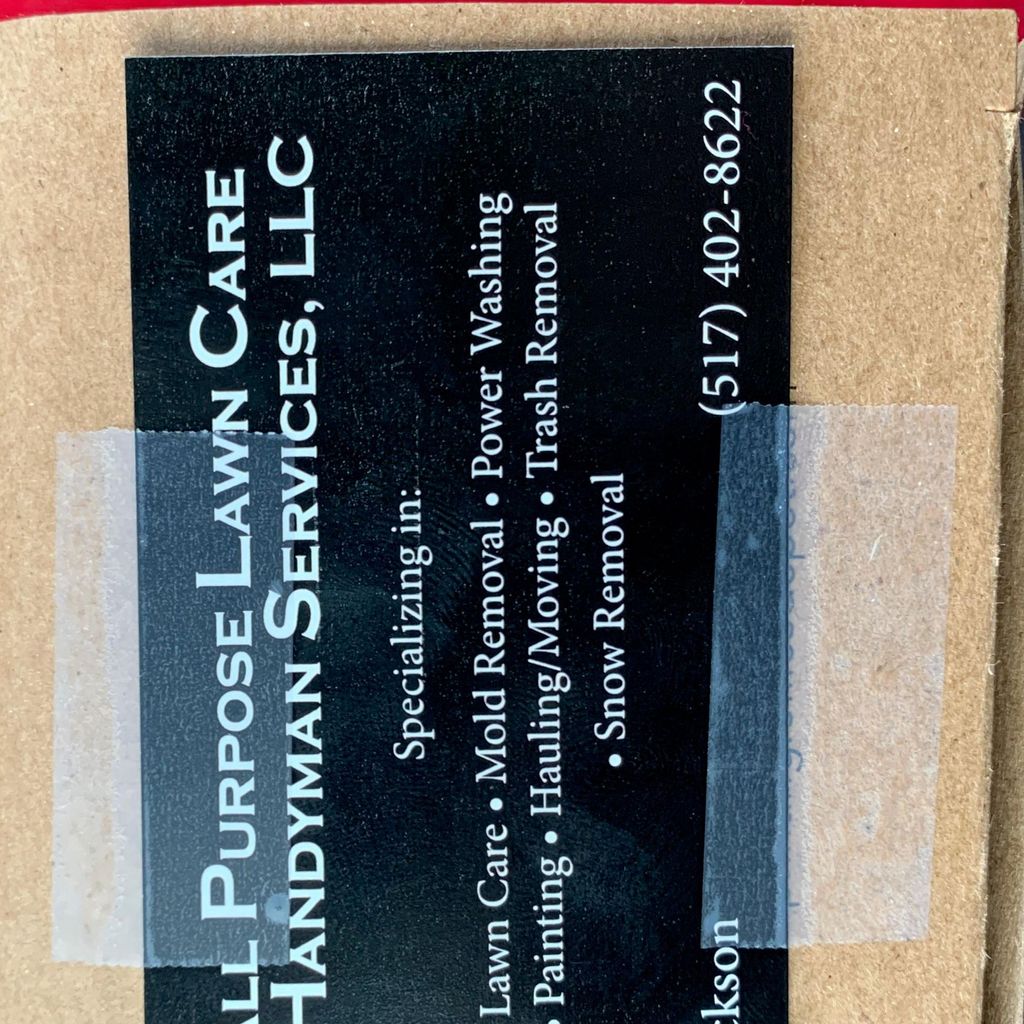 ALL PURPOSE LAWN CARE
HANDYMAN SERVICES, LLC
Specializing in:
Lawn Care • Mold Removal • Power Washing
• Painting • Hauling/Moving • Trash Removal
• Snow Removal
ckson (517) 402-8622